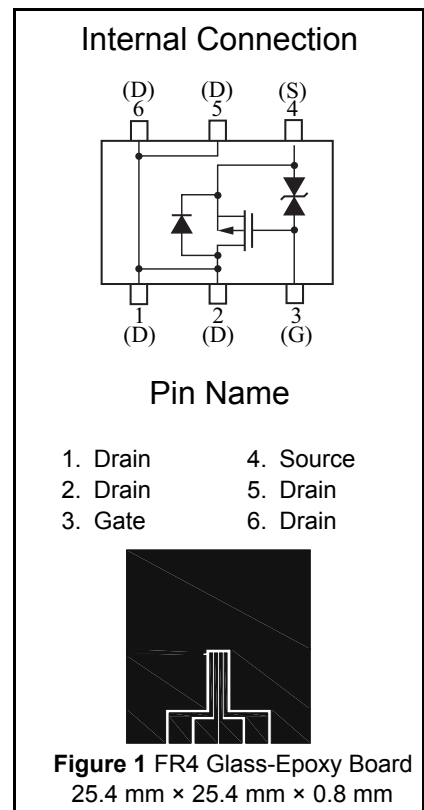 Internal Connection
(D) (D) (S)
6 5 4
1 2 3
(D) (D) (G)
Pin Name
1. Drain 4. Source
2. Drain 5. Drain
3. Gate 6. Drain
Figure 1 FR4 Glass-Epoxy Board
25.4 mm × 25.4 mm × 0.8 mm